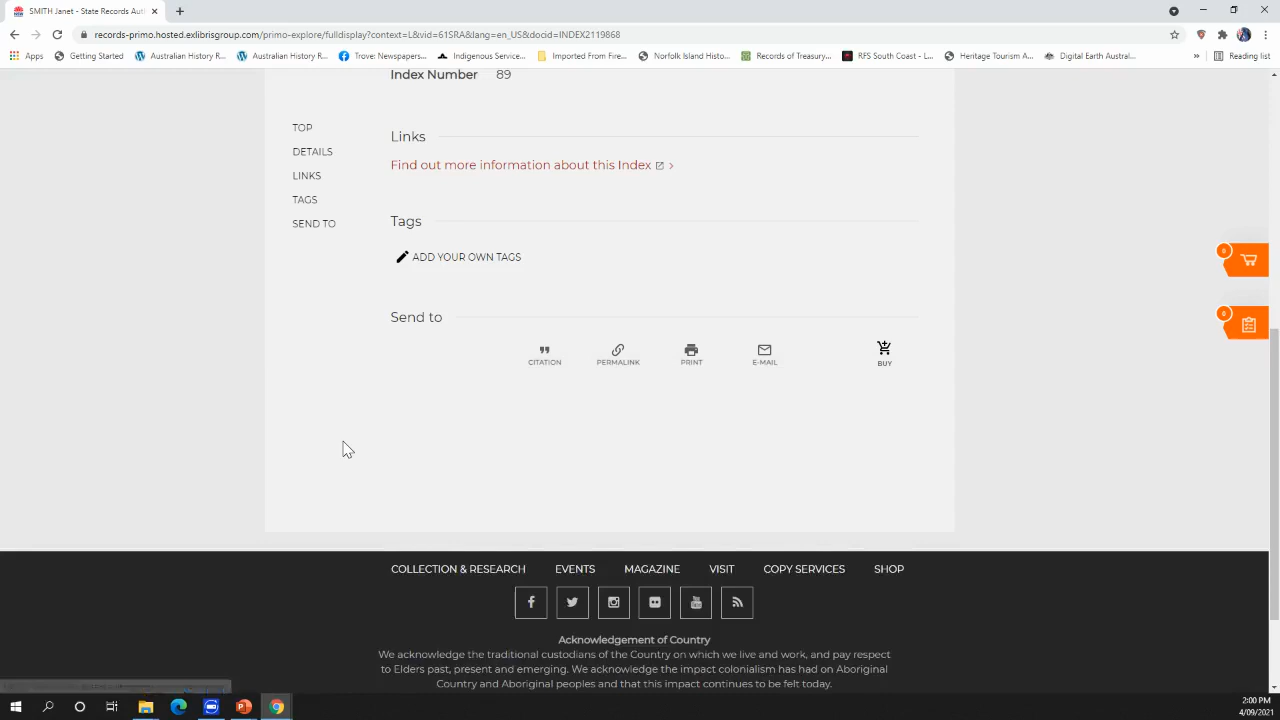 SMITH Janet - State Records Auth
records-primo.hosted.exlibrisgroup.com/primo-explore/fulldisplay?context=L&vid=61SRA&lang=en_US&docid=INDEX2119868
Apps Getting Started Australian History R... Australian History R... Trove: Newspapers... Indigenous Service... Imported From Fire... Norfolk Island Histo... Records of Treasury... RFS South Coast - L... Heritage Tourism A... Digital Earth Austral... » Reading list
Index Number 89
TOP
DETAILS
LINKS
TAGS
SEND TO
Links
Find out more information about this Index
Tags
ADD YOUR OWN TAGS
Send to
CITATION PERMALINK PRINT E-MAIL BUY
0
0
COLLECTION & RESEARCH EVENTS MAGAZINE VISIT COPY SERVICES SHOP
Acknowledgement of Country
We acknowledge the traditional custodians of the Country on which we live and work, and pay respect
to Elders past, present and emerging. We acknowledge the impact colonialism has had on Aboriginal
Country and Aboriginal peoples and that this impact continues to be felt today.
2:00 PM
4/09/2021